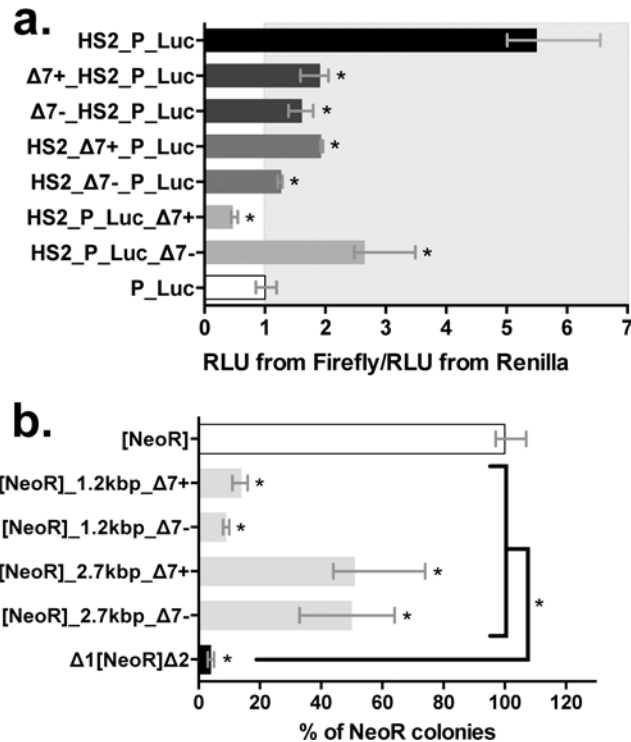 a.
HS2_P_Luc
Δ7+_HS2_P_Luc
*
Δ7-_HS2_P_Luc
*
HS2_Δ7+_P_Luc
*
HS2_Δ7-_P_Luc
*
HS2_P_Luc_Δ7+
*
HS2_P_Luc_Δ7-
*
P_Luc
0 1 2 3 4 5 6 7
RLU from Firefly/RLU from Renilla
b.
[NeoR]
[NeoR]_1.2kbp_Δ7+
*
[NeoR]_1.2kbp_Δ7-
*
[NeoR]_2.7kbp_Δ7+
*
[NeoR]_2.7kbp_Δ7-
*
*
Δ1[NeoR]Δ2
*
0 20 40 60 80 100 120
% of NeoR colonies